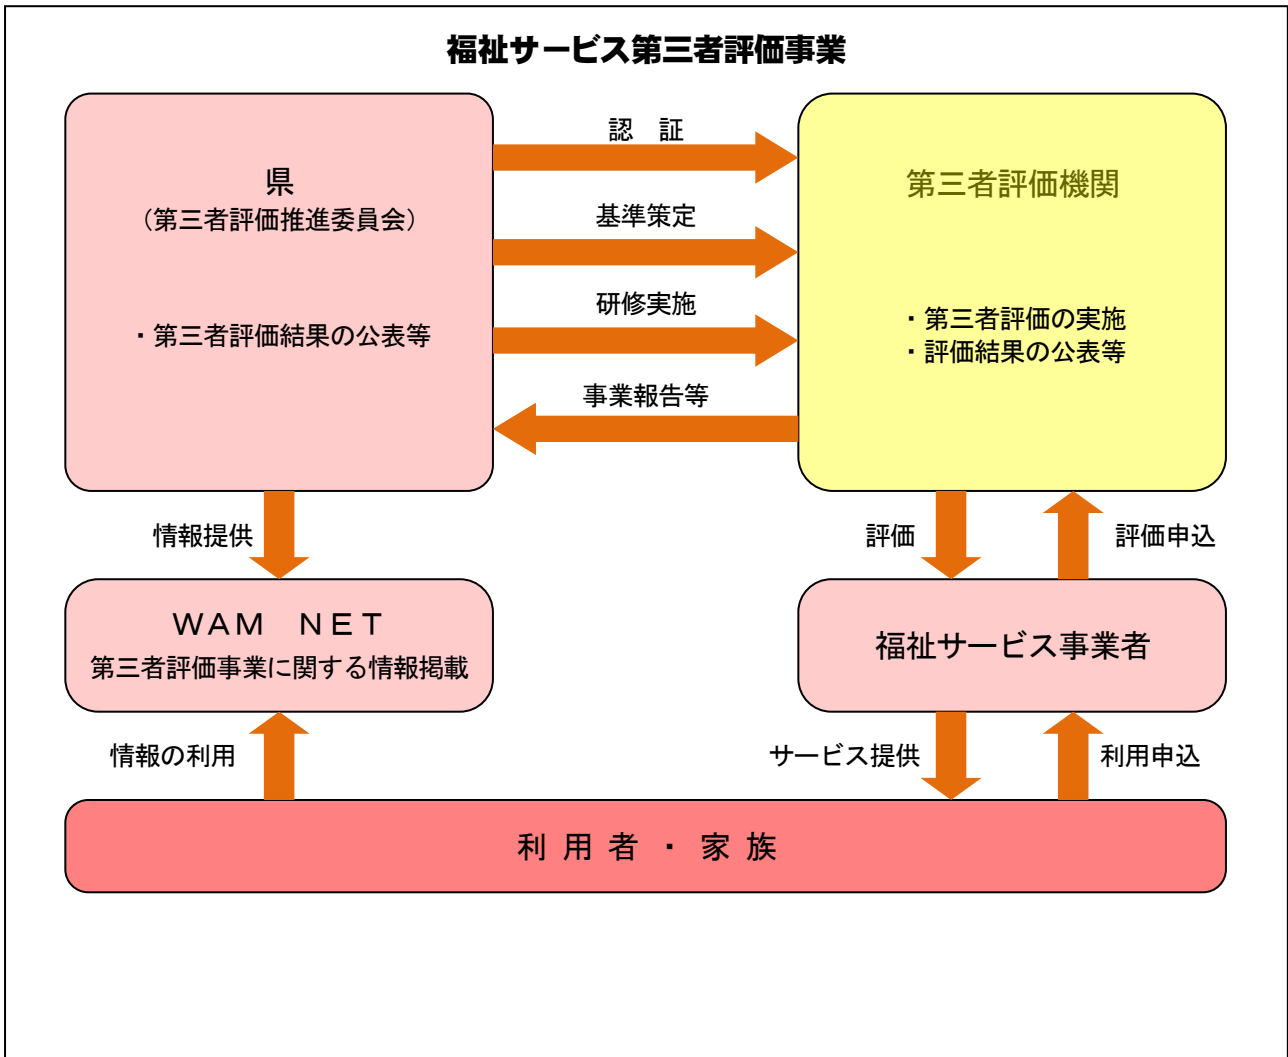 福祉サービス第三者評価事業
県
（第三者評価推進委員会）
・第三者評価結果の公表等
認　証
基準策定
研修実施
事業報告等
第三者評価機関
・第三者評価の実施
・評価結果の公表等
情報提供
評価
評価申込
ＷＡＭ　ＮＥＴ
第三者評価事業に関する情報掲載
福祉サービス事業者
情報の利用
サービス提供
利用申込
利 用 者 ・ 家 族